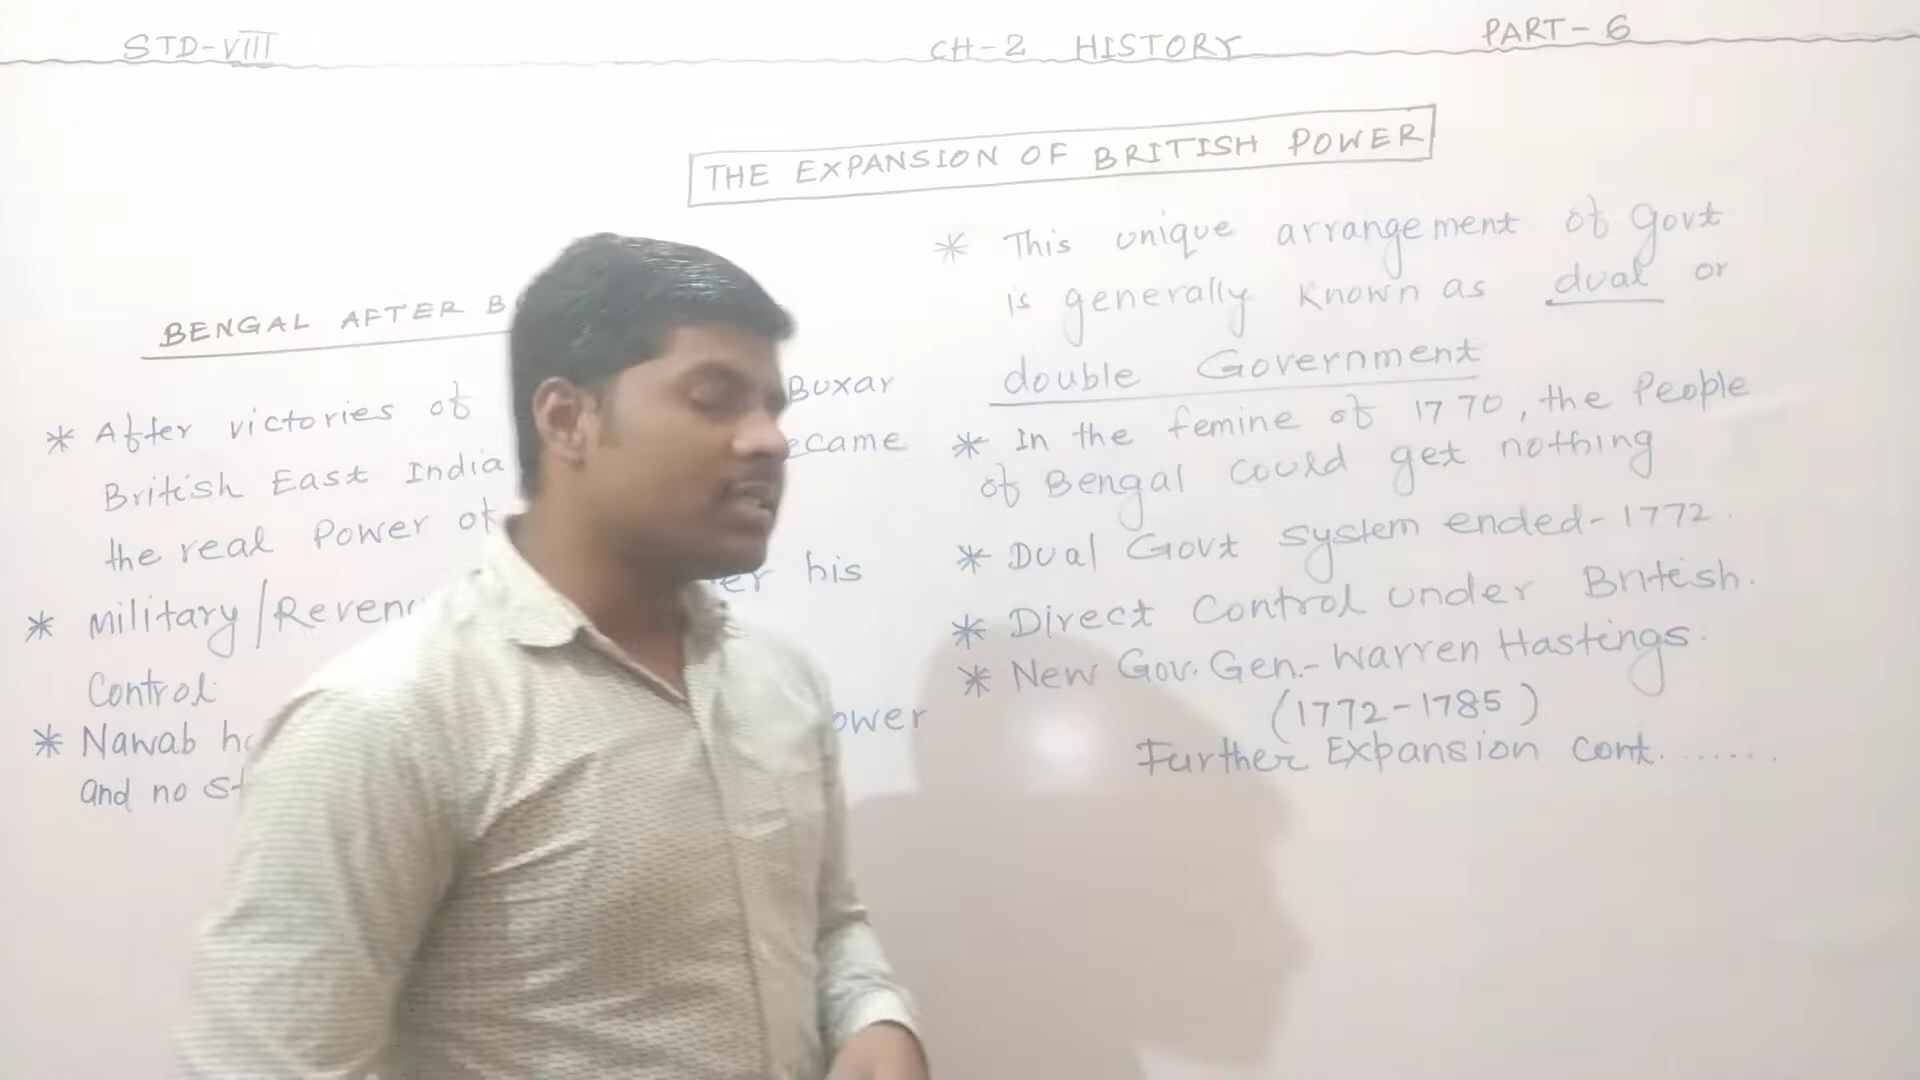 STD-VIII CH-2 HISTORY PART-6
THE EXPANSION OF BRITISH POWER
BENGAL AFTER B
* After victories of Buxar
British East India ecame
the real Power of
* Military/Reven er his
Control
* Nawab h ower
and no st
* This unique arrangement of Govt
is generally known as dual or
double Government
* In the femine of 1770, the People
of Bengal could get nothing
* Dual Govt system ended-1772.
* Direct Control under British.
* New Gov. Gen.- Warren Hastings.
(1772-1785)
Further Expansion cont.......